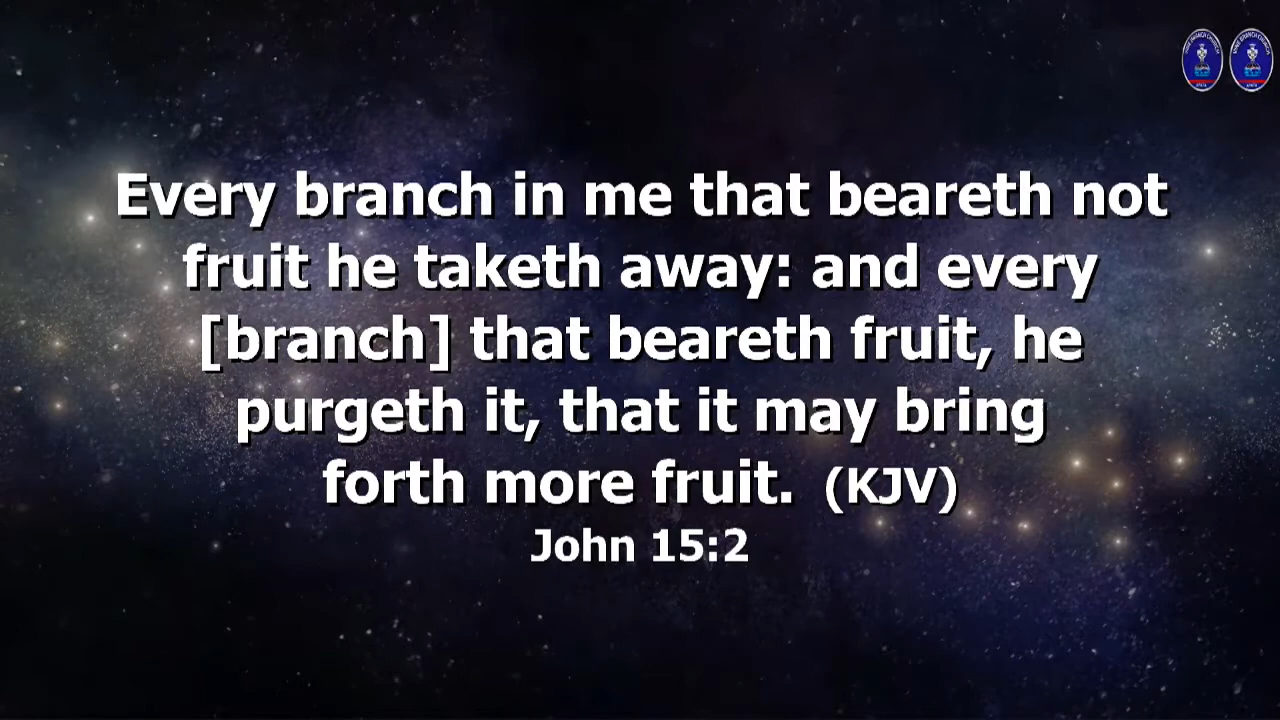 Every branch in me that beareth not
fruit he taketh away: and every
[branch] that beareth fruit, he
purgeth it, that it may bring
forth more fruit. (KJV)
John 15:2